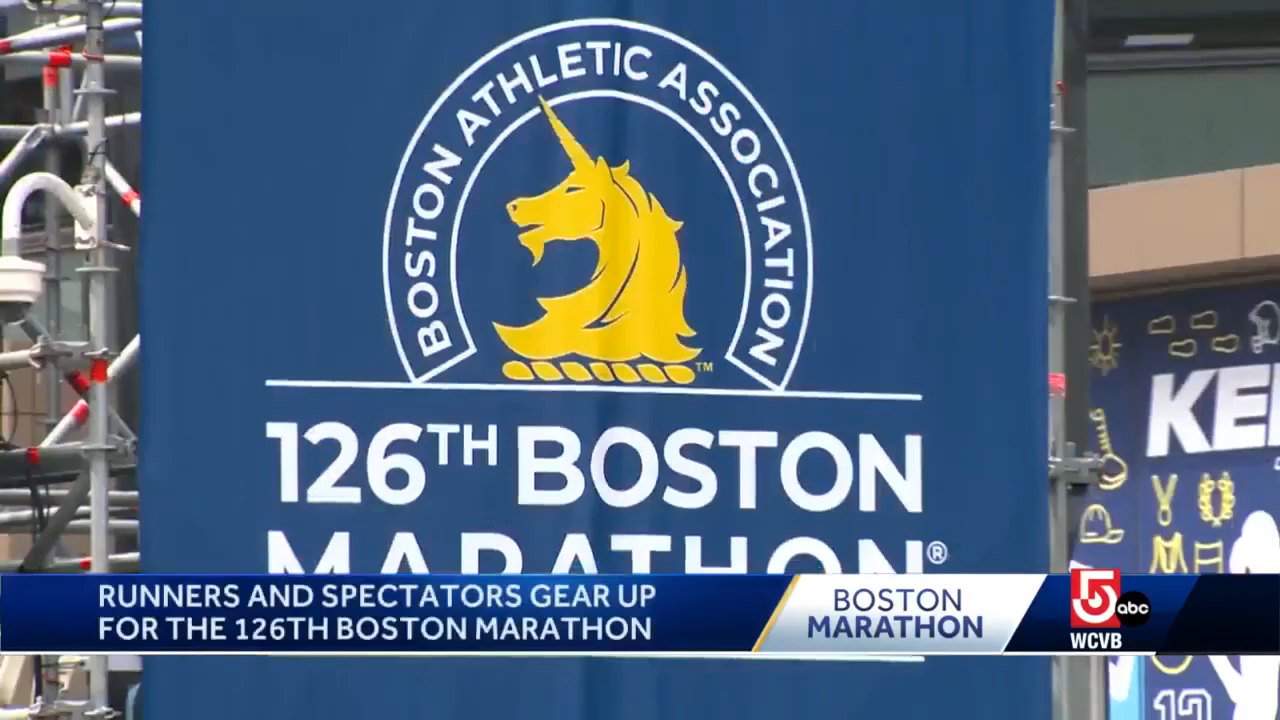 BOSTON ATHLETIC ASSOCIATION
TM
126TH BOSTON
MARATHON®
KE
RUNNERS AND SPECTATORS GEAR UP
FOR THE 126TH BOSTON MARATHON
BOSTON
MARATHON
5
abc
WCVB